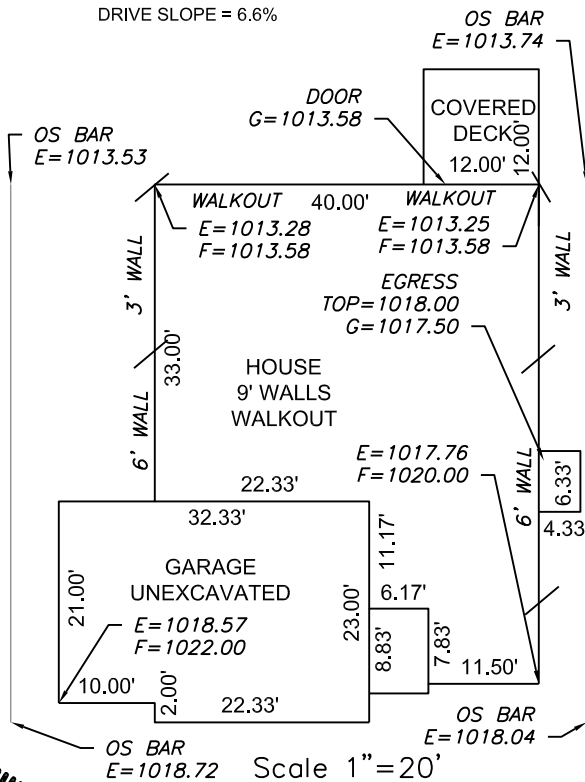 DRIVE SLOPE = 6.6%
OS BAR
E=1013.74
DOOR
G=1013.58
COVERED
DECK
12.00'
12.00'
OS BAR
E=1013.53
WALKOUT
40.00'
WALKOUT
E=1013.28
F=1013.58
E=1013.25
F=1013.58
3' WALL
3' WALL
EGRESS
TOP=1018.00
G=1017.50
33.00'
HOUSE
9' WALLS
WALKOUT
6' WALL
E=1017.76
F=1020.00
6' WALL
6.33'
4.33
22.33'
32.33'
11.17'
GARAGE
UNEXCAVATED
21.00'
23.00'
6.17'
E=1018.57
F=1022.00
8.83'
7.83'
10.00'
2.00'
22.33'
11.50'
OS BAR
E=1018.04
OS BAR
E=1018.72
Scale 1"=20'